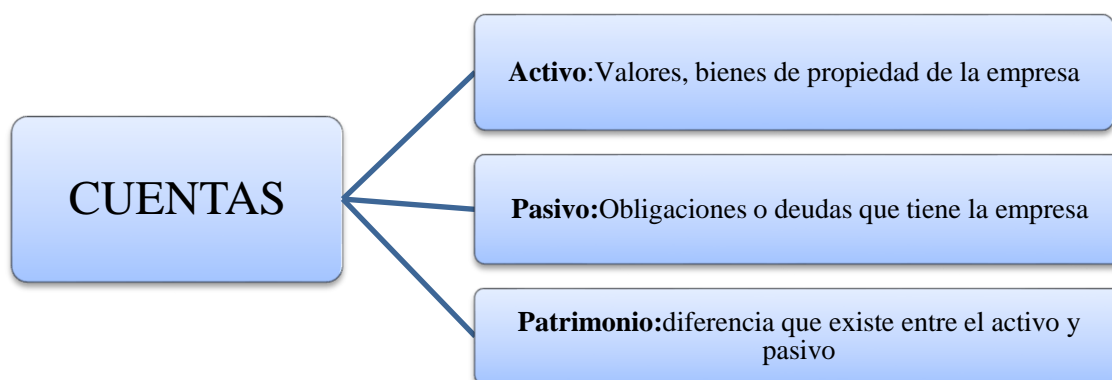 CUENTAS
Activo:Valores, bienes de propiedad de la empresa
Pasivo:Obligaciones o deudas que tiene la empresa
Patrimonio:diferencia que existe entre el activo y
pasivo